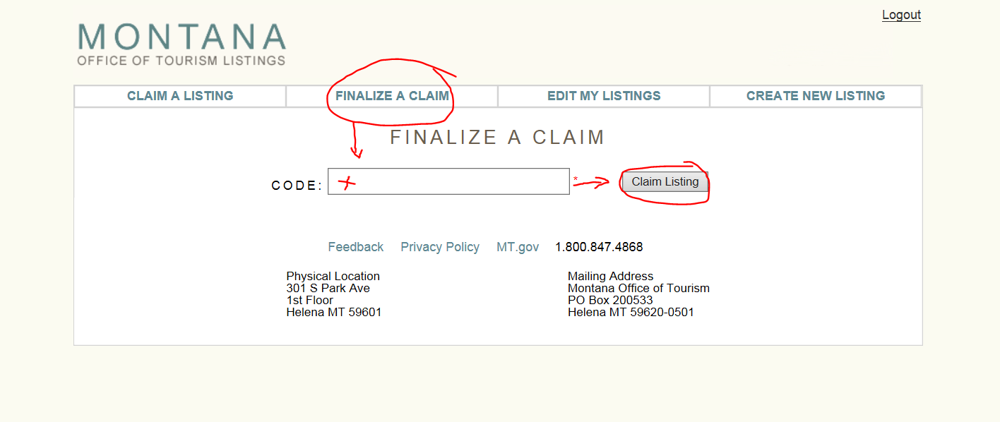 Logout
MONTANA
OFFICE OF TOURISM LISTINGS
CLAIM A LISTING FINALIZE A CLAIM EDIT MY LISTINGS CREATE NEW LISTING
FINALIZE A CLAIM
CODE: * Claim Listing
Feedback Privacy Policy MT.gov 1.800.847.4868
Physical Location
301 S Park Ave
1st Floor
Helena MT 59601
Mailing Address
Montana Office of Tourism
PO Box 200533
Helena MT 59620-0501